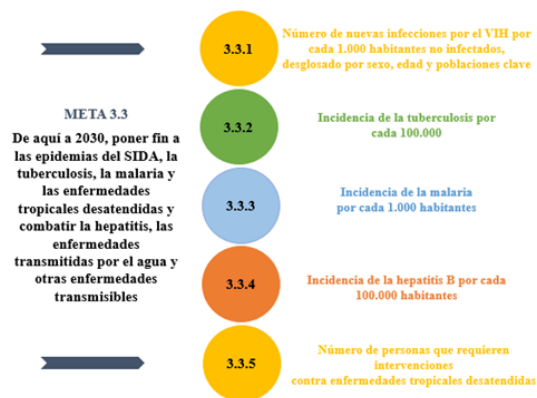 META 3.3
De aquí a 2030, poner fin a
las epidemias del SIDA, la
tuberculosis, la malaria y
las enfermedades
tropicales desatendidas y
combatir la hepatitis, las
enfermedades
transmitidas por el agua y
otras enfermedades
transmisibles
3.3.1
Número de nuevas infecciones por el VIH por
cada 1.000 habitantes no infectados,
desglosado por sexo, edad y poblaciones clave
3.3.2
Incidencia de la tuberculosis por
cada 100.000
3.3.3
Incidencia de la malaria
por cada 1.000 habitantes
3.3.4
Incidencia de la hepatitis B por cada
100.000 habitantes
3.3.5
Número de personas que requieren
intervenciones
contra enfermedades tropicales desatendidas